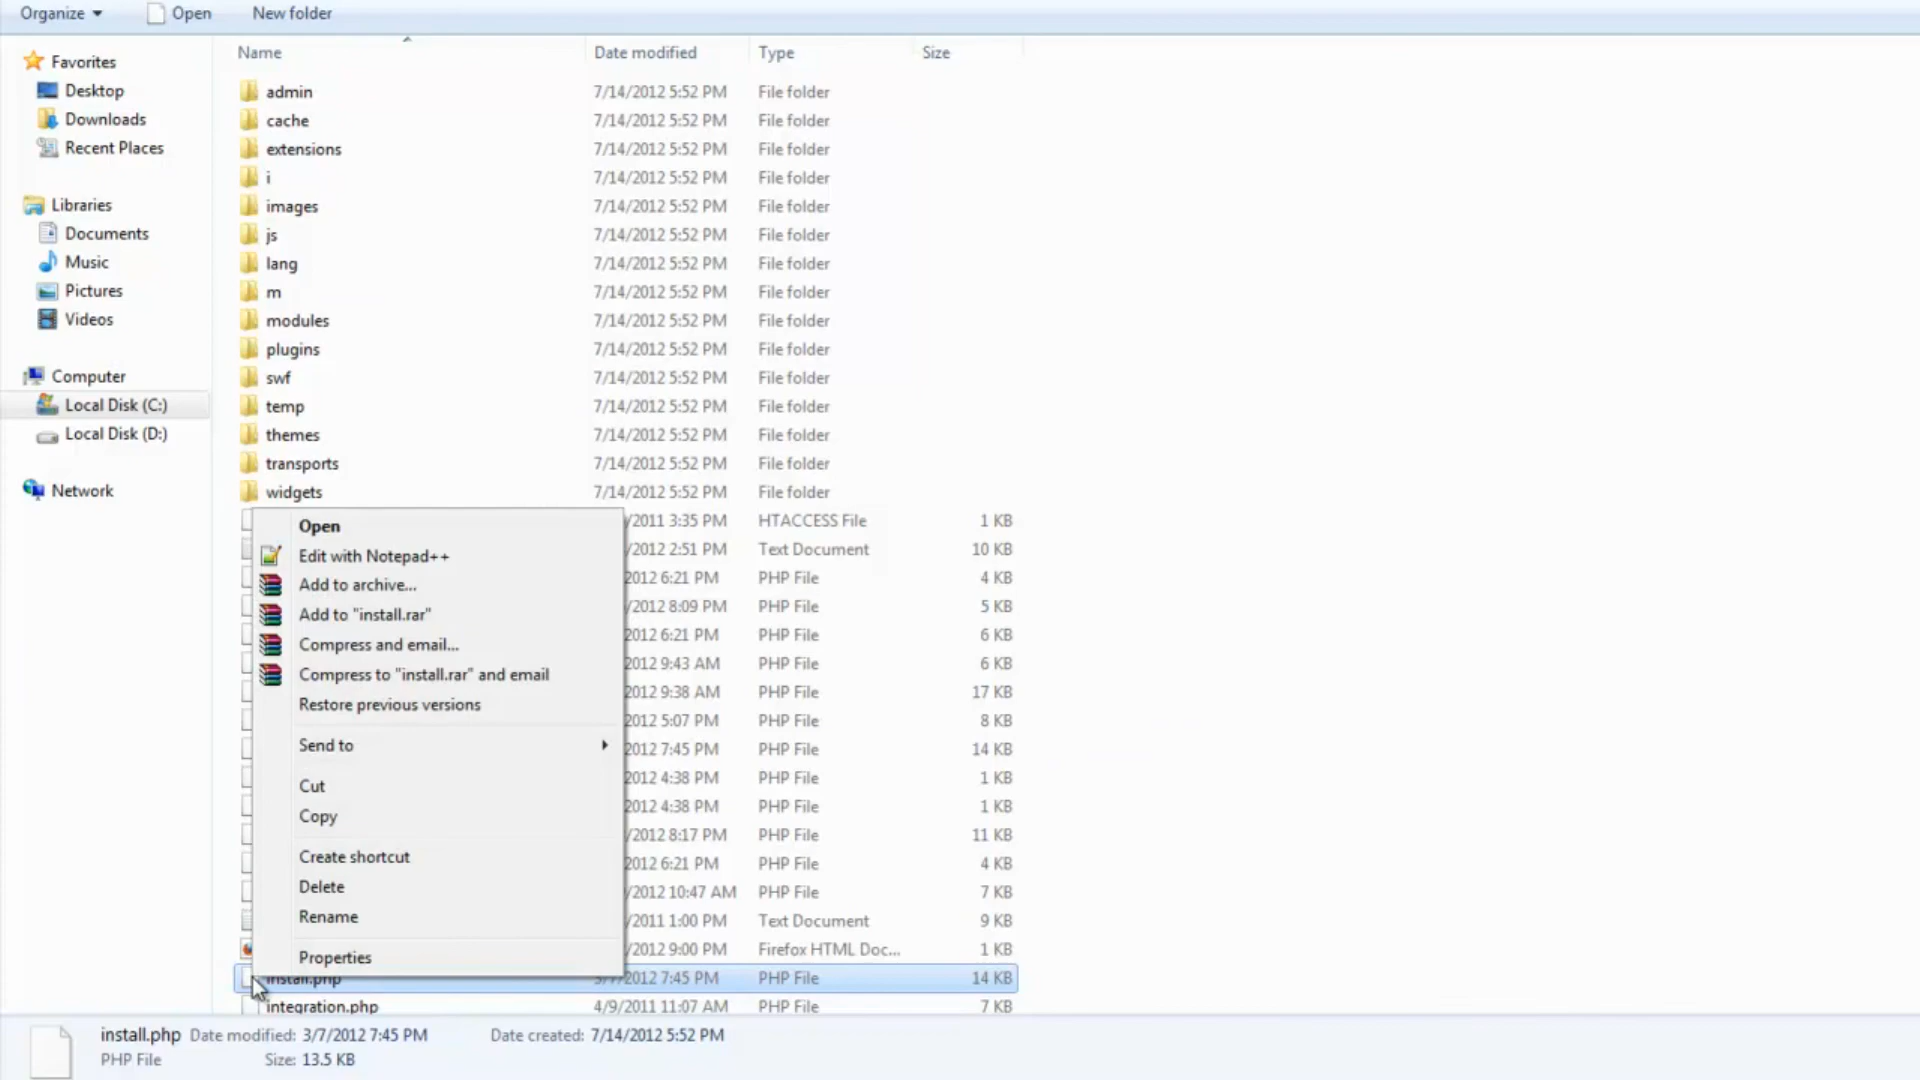 Organize Open New folder
Name Date modified Type Size
Favorites
Desktop
Downloads
Recent Places
Libraries
Documents
Music
Pictures
Videos
Computer
Local Disk (C:)
Local Disk (D:)
Network
admin 7/14/2012 5:52 PM File folder
cache 7/14/2012 5:52 PM File folder
extensions 7/14/2012 5:52 PM File folder
i 7/14/2012 5:52 PM File folder
images 7/14/2012 5:52 PM File folder
js 7/14/2012 5:52 PM File folder
lang 7/14/2012 5:52 PM File folder
m 7/14/2012 5:52 PM File folder
modules 7/14/2012 5:52 PM File folder
plugins 7/14/2012 5:52 PM File folder
swf 7/14/2012 5:52 PM File folder
temp 7/14/2012 5:52 PM File folder
themes 7/14/2012 5:52 PM File folder
transports 7/14/2012 5:52 PM File folder
widgets 7/14/2012 5:52 PM File folder
Open
Edit with Notepad++
Add to archive...
Add to "install.rar"
Compress and email...
Compress to "install.rar" and email
Restore previous versions
Send to
Cut
Copy
Create shortcut
Delete
Rename
Properties
/2011 3:35 PM HTACCESS File 1 KB
/2012 2:51 PM Text Document 10 KB
2012 6:21 PM PHP File 4 KB
/2012 8:09 PM PHP File 5 KB
2012 6:21 PM PHP File 6 KB
2012 9:43 AM PHP File 6 KB
2012 9:38 AM PHP File 17 KB
2012 5:07 PM PHP File 8 KB
2012 7:45 PM PHP File 14 KB
2012 4:38 PM PHP File 1 KB
2012 4:38 PM PHP File 1 KB
/2012 8:17 PM PHP File 11 KB
2012 6:21 PM PHP File 4 KB
/2012 10:47 AM PHP File 7 KB
/2011 1:00 PM Text Document 9 KB
/2012 9:00 PM Firefox HTML Doc... 1 KB
install.php 3/7/2012 7:45 PM PHP File 14 KB
integration.php 4/9/2011 11:07 AM PHP File 7 KB
install.php Date modified: 3/7/2012 7:45 PM Date created: 7/14/2012 5:52 PM
PHP File Size: 13.5 KB